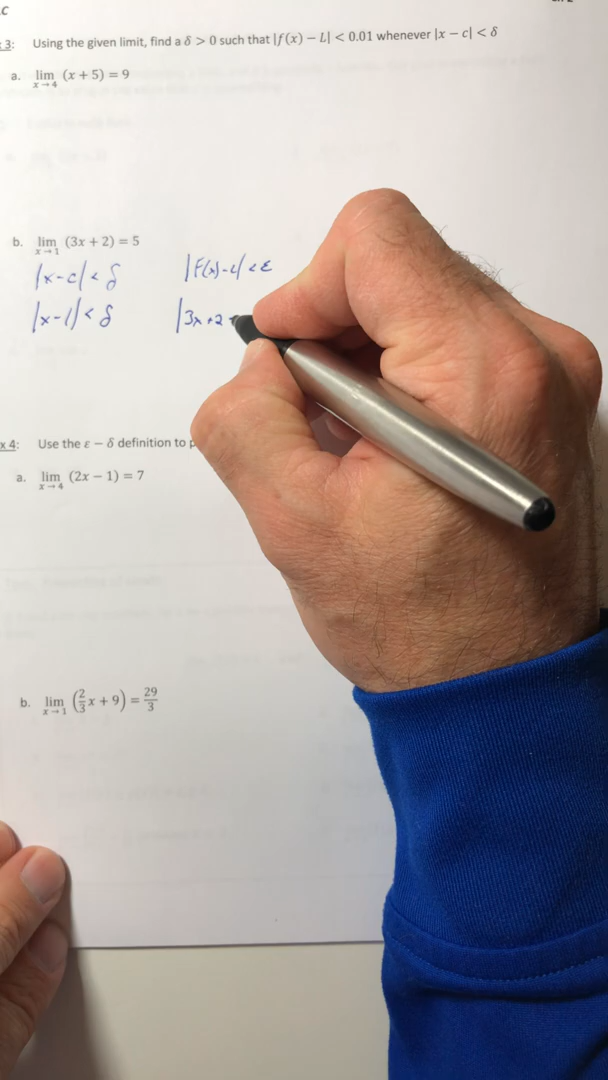 C
3: Using the given limit, find a δ > 0 such that |f(x) − L| < 0.01 whenever |x − c| < δ
a. lim x→4 (x + 5) = 9
b. lim x→1 (3x + 2) = 5
|x-c| < δ |F(x)-L| < ε
|x-1| < δ |3x+2
x 4: Use the ε − δ definition to
a. lim x→4 (2x − 1) = 7
b. lim x→1 (2/3 x + 9) = 29/3